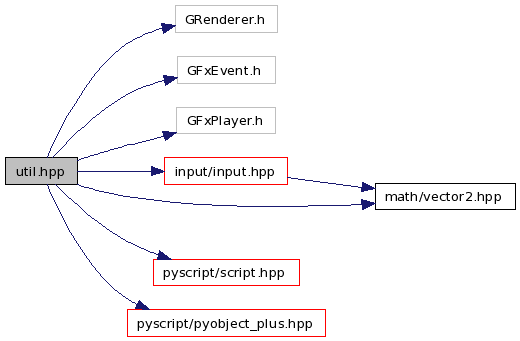 GRenderer.h
GFxEvent.h
GFxPlayer.h
util.hpp
input/input.hpp
math/vector2.hpp
pyscript/script.hpp
pyscript/pyobject_plus.hpp